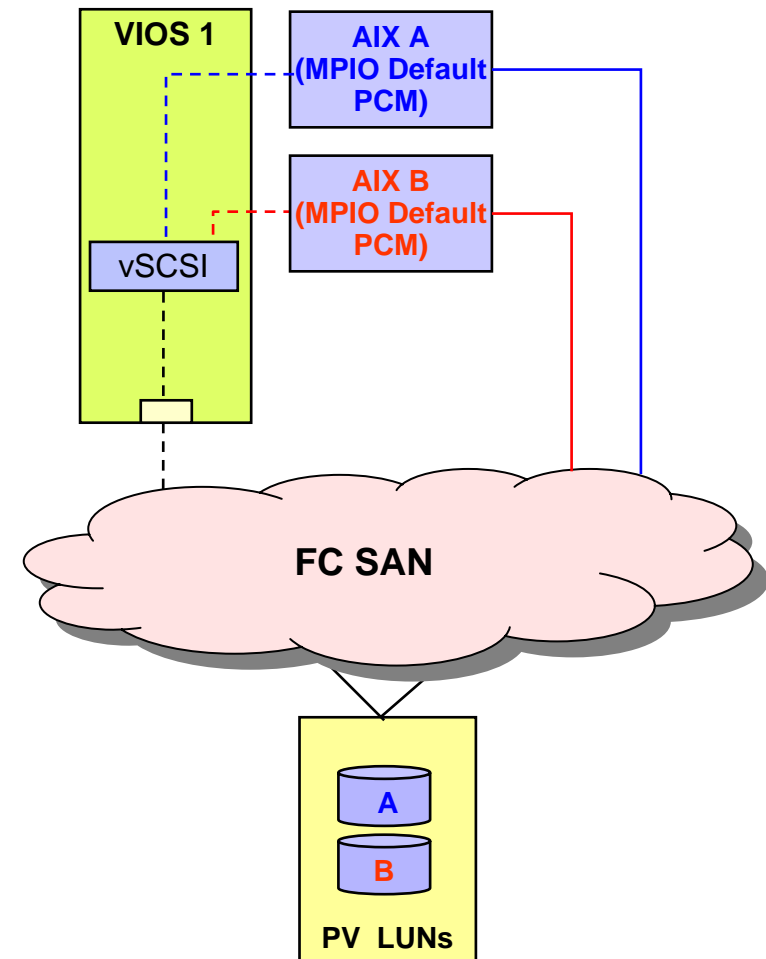 VIOS 1
AIX A
(MPIO Default
PCM)
AIX B
(MPIO Default
PCM)
vSCSI
FC SAN
A
B
PV LUNs